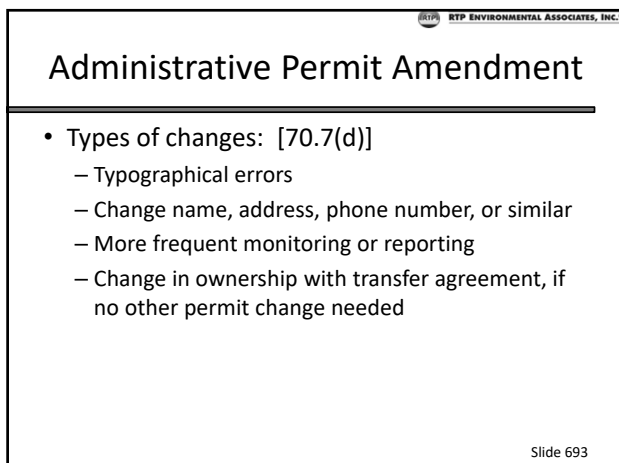 RTP RTP ENVIRONMENTAL ASSOCIATES, INC.
Administrative Permit Amendment
• Types of changes: [70.7(d)]
– Typographical errors
– Change name, address, phone number, or similar
– More frequent monitoring or reporting
– Change in ownership with transfer agreement, if
no other permit change needed
Slide 693